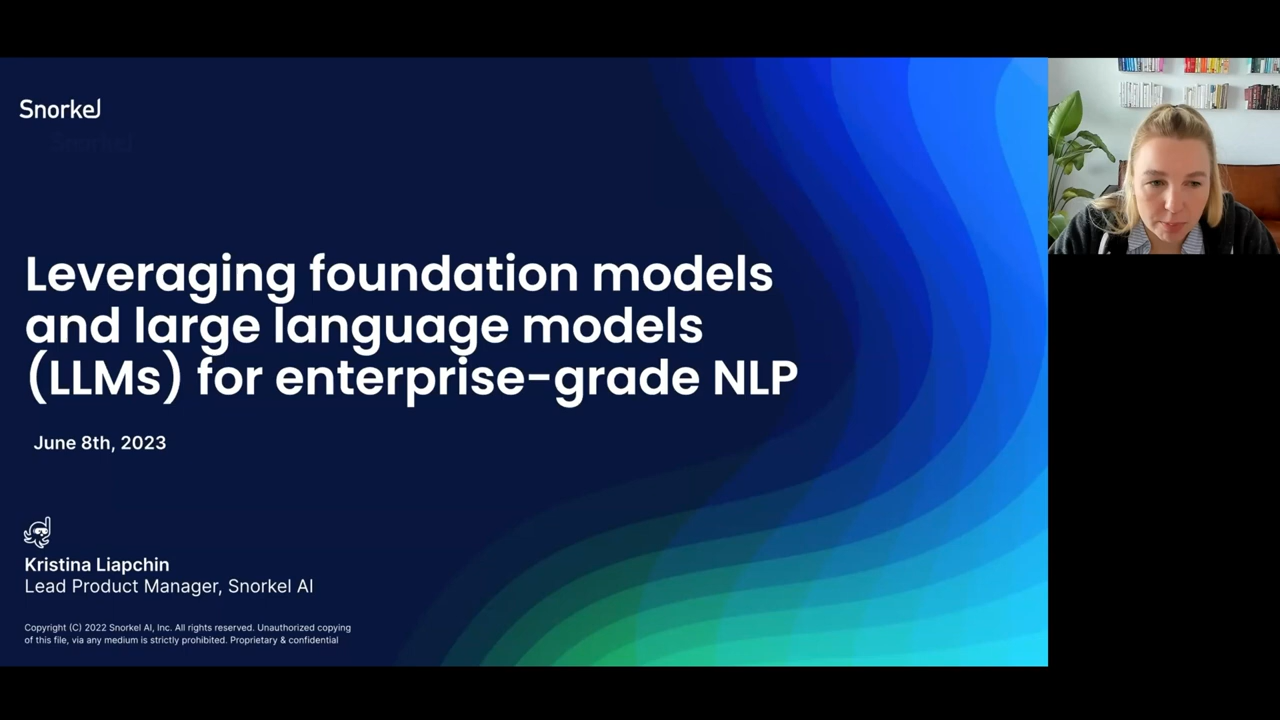 Snorkel
Leveraging foundation models
and large language models
(LLMs) for enterprise-grade NLP
June 8th, 2023
Kristina Liapchin
Lead Product Manager, Snorkel AI
Copyright (C) 2022 Snorkel AI, Inc. All rights reserved. Unauthorized copying
of this file, via any medium is strictly prohibited. Proprietary & confidential